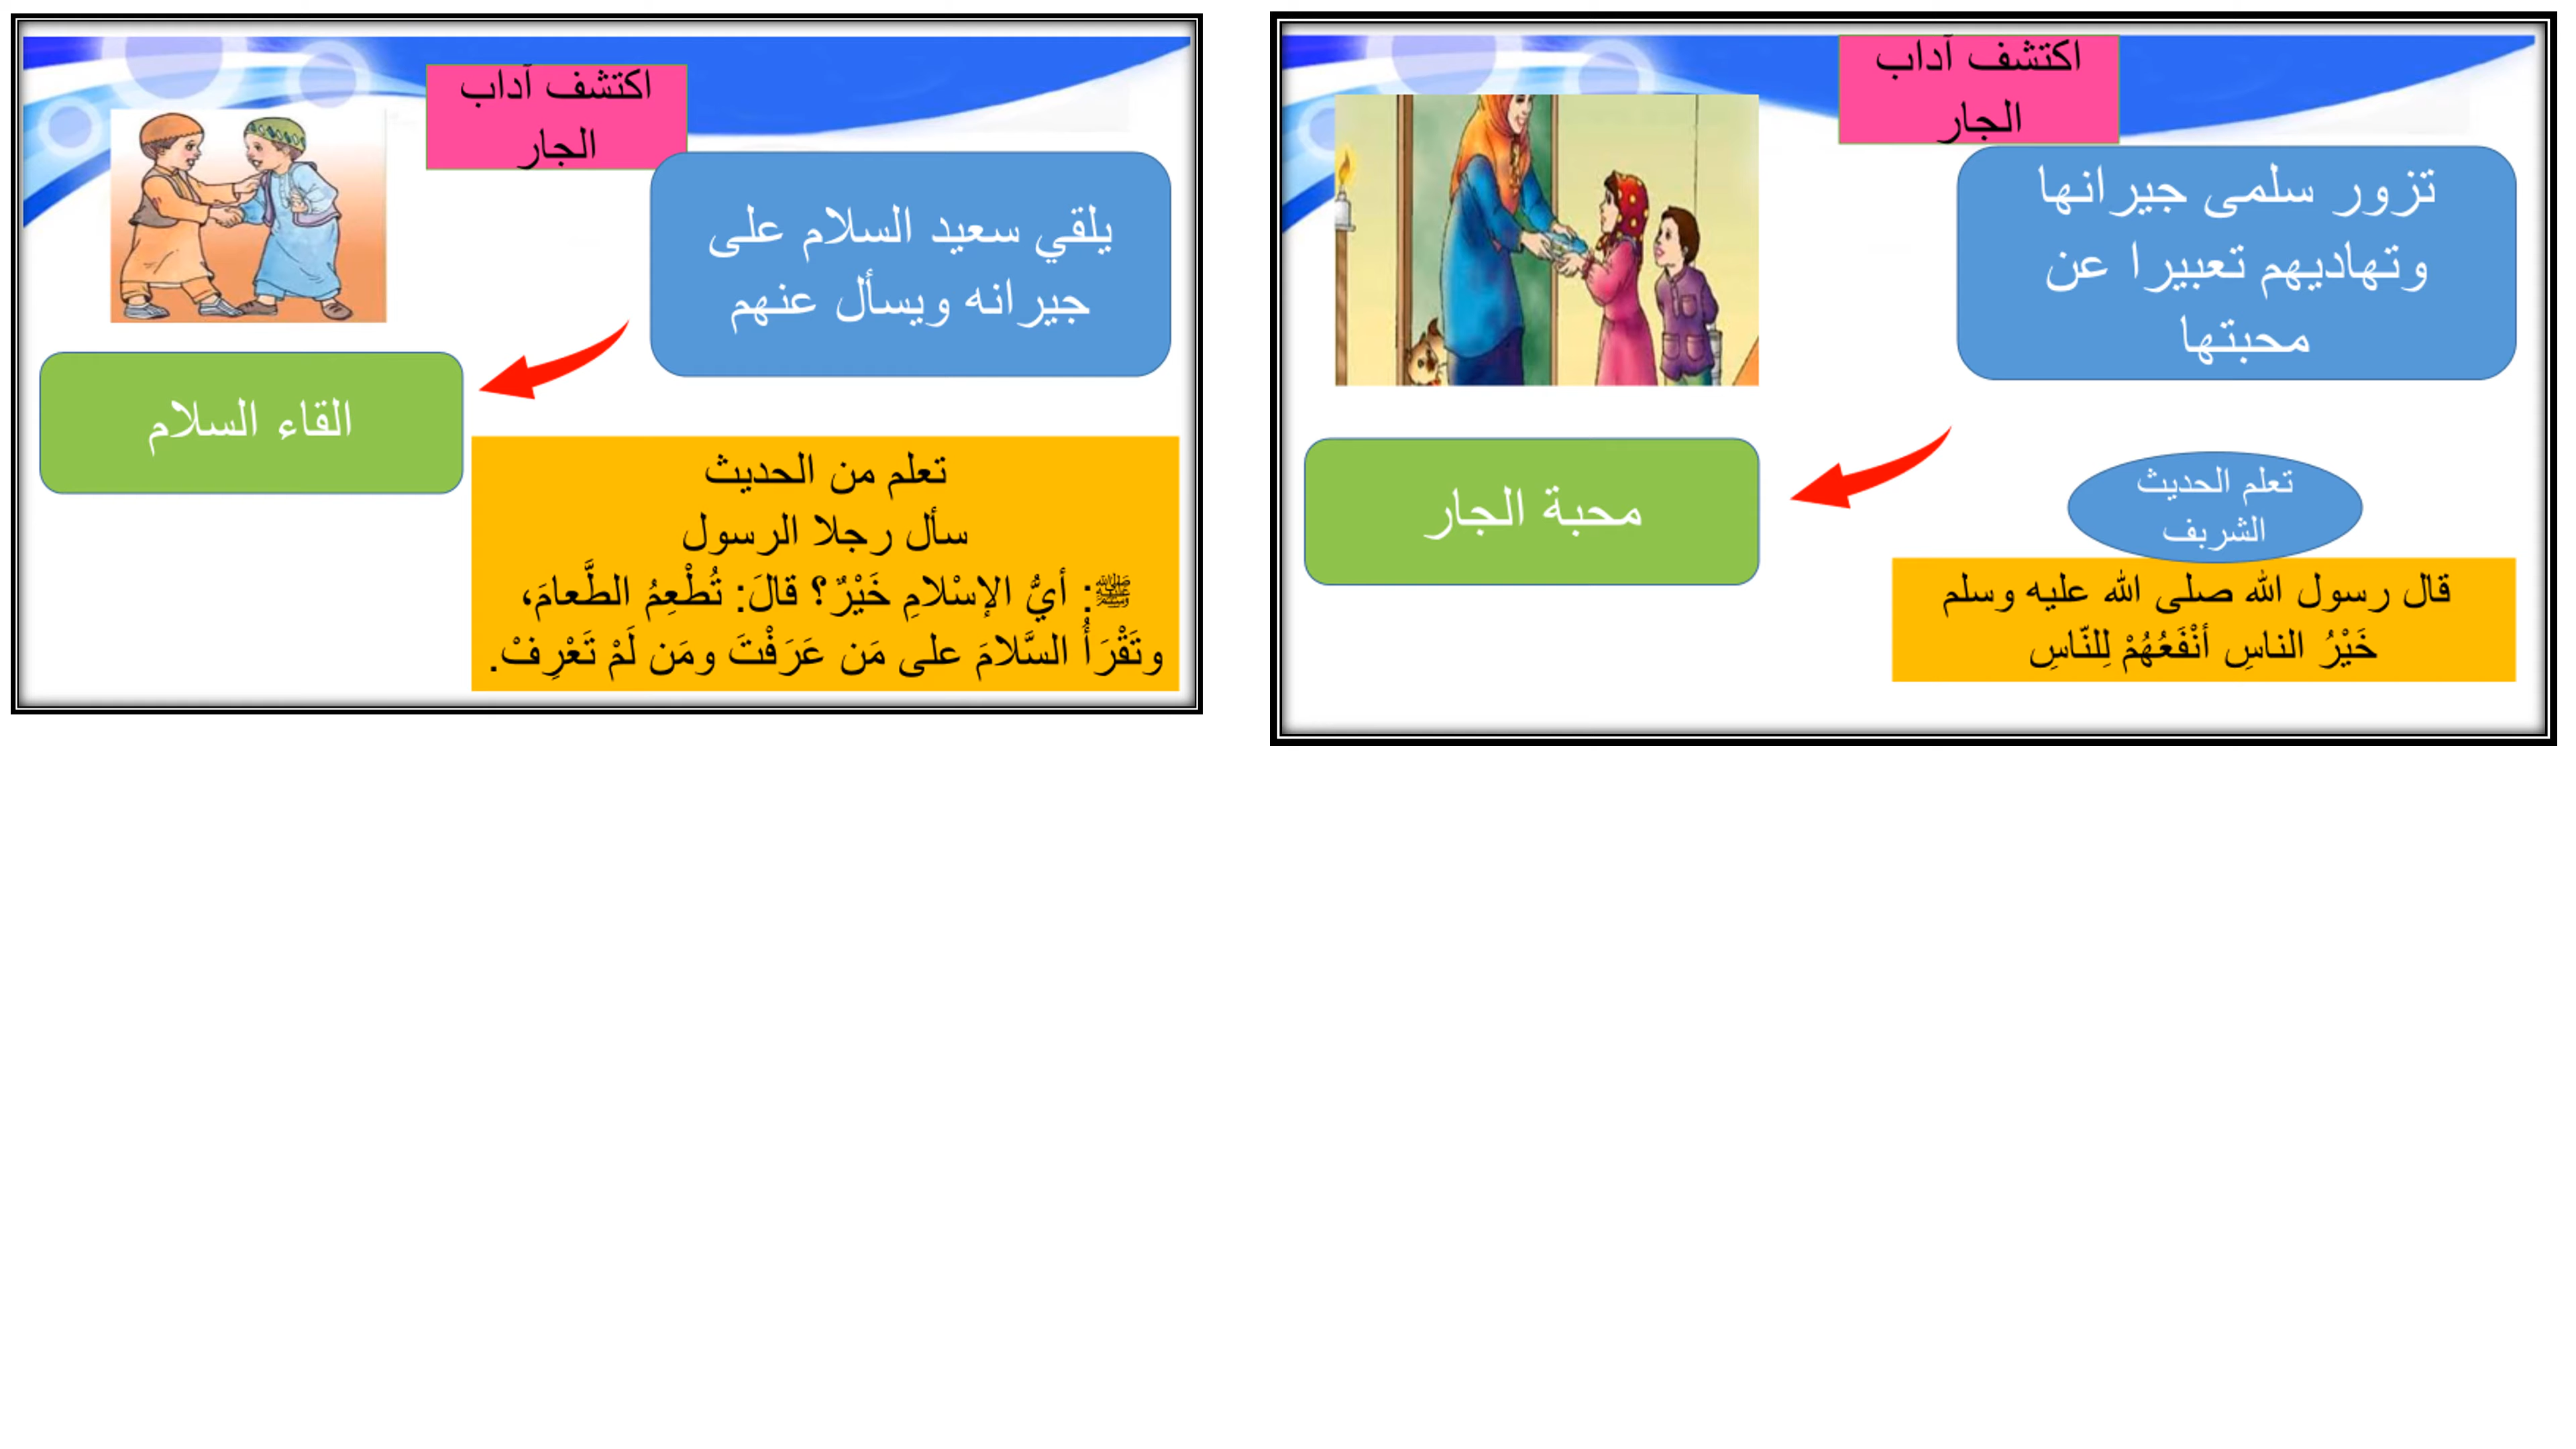 اكتشف آداب
الجار
تزور سلمى جيرانها
وتهاديهم تعبيرا عن
محبتها
محبة الجار
تعلم الحديث
الشريف
قال رسول الله صلى الله عليه وسلم
خَيْرُ الناسِ أنْفَعُهُمْ لِلنّاسِ
اكتشف آداب
الجار
يلقي سعيد السلام على
جيرانه ويسأل عنهم
القاء السلام
تعلم من الحديث
سأل رجلا الرسول
ﷺ: أيُّ الإسْلامِ خَيْرٌ؟ قالَ: تُطْعِمُ الطَّعامَ،
وتَقْرَأُ السَّلامَ على مَن عَرَفْتَ ومَن لَمْ تَعْرِفْ.